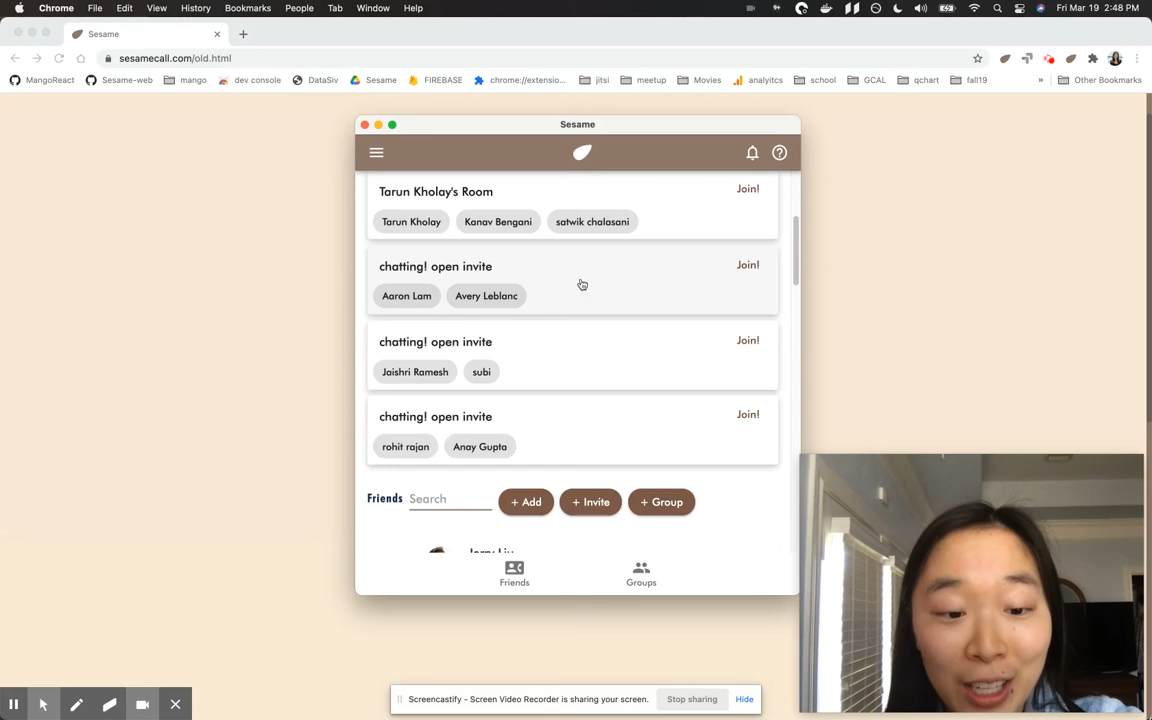 Chrome File Edit View History Bookmarks People Tab Window Help Fri Mar 19 2:48 PM
Sesame
sesamecall.com/old.html
MangoReact Sesame-web mango dev console DataSiv Sesame FIREBASE chrome://extensio... jitsi meetup Movies analyitcs school GCAL qchart fall19 » Other Bookmarks
Sesame
Tarun Kholay's Room Join!
Tarun Kholay Kanav Bengani satwik chalasani
chatting! open invite Join!
Aaron Lam Avery Leblanc
chatting! open invite Join!
Jaishri Ramesh subi
chatting! open invite Join!
rohit rajan Anay Gupta
Friends Search + Add + Invite + Group
Jerry Liu
Friends Groups
Screencastify - Screen Video Recorder is sharing your screen. Stop sharing Hide